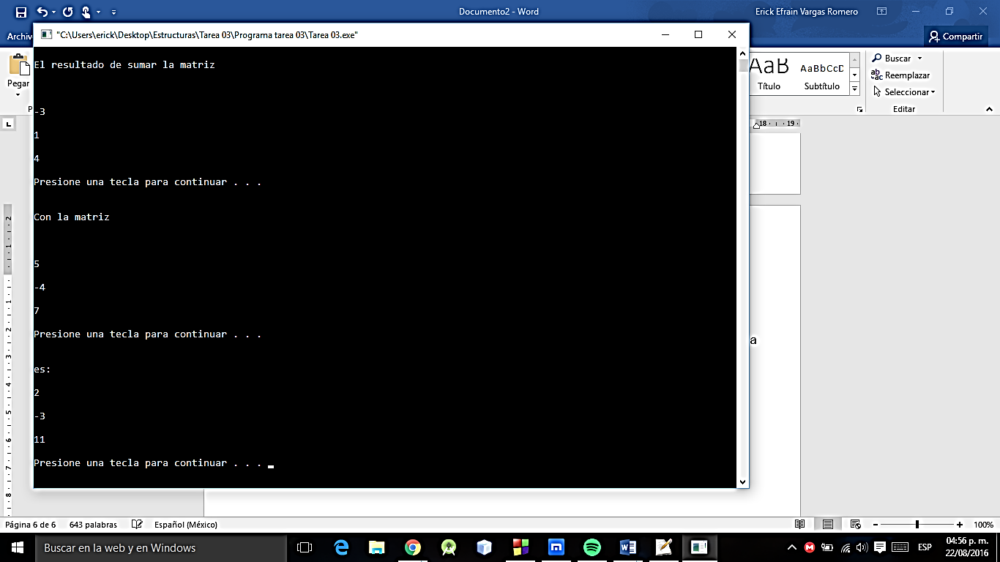 Documento2 - Word
Erick Efrain Vargas Romero
Archiv
Compartir
"C:\Users\erick\Desktop\Estructuras\Tarea 03\Programa tarea 03\Tarea 03.exe"
Pegar
AaB
AaBbCcD
Título
Subtítulo
Buscar
Reemplazar
Seleccionar
Editar
El resultado de sumar la matriz
-3
1
4
Presione una tecla para continuar . . .
Con la matriz
5
-4
7
Presione una tecla para continuar . . .
es:
2
-3
11
Presione una tecla para continuar . . .
18 19
a
Página 6 de 6
643 palabras
Español (México)
100%
Buscar en la web y en Windows
ESP
04:56 p. m.
22/08/2016